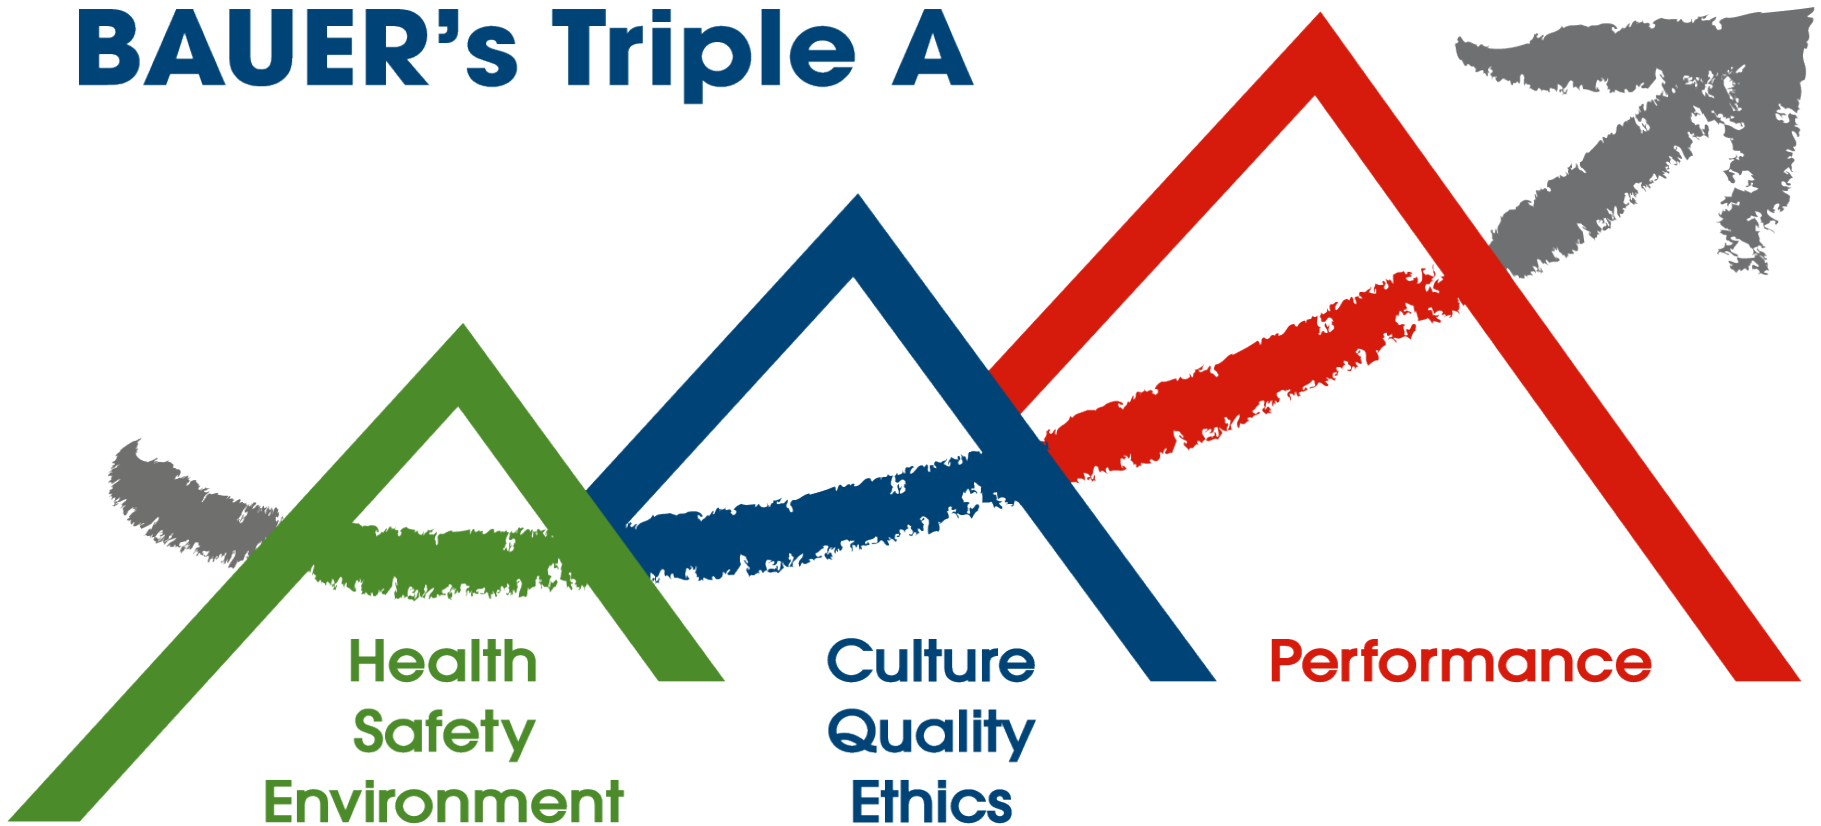 BAUER's Triple A
Health
Safety
Environment
Culture
Quality
Ethics
Performance